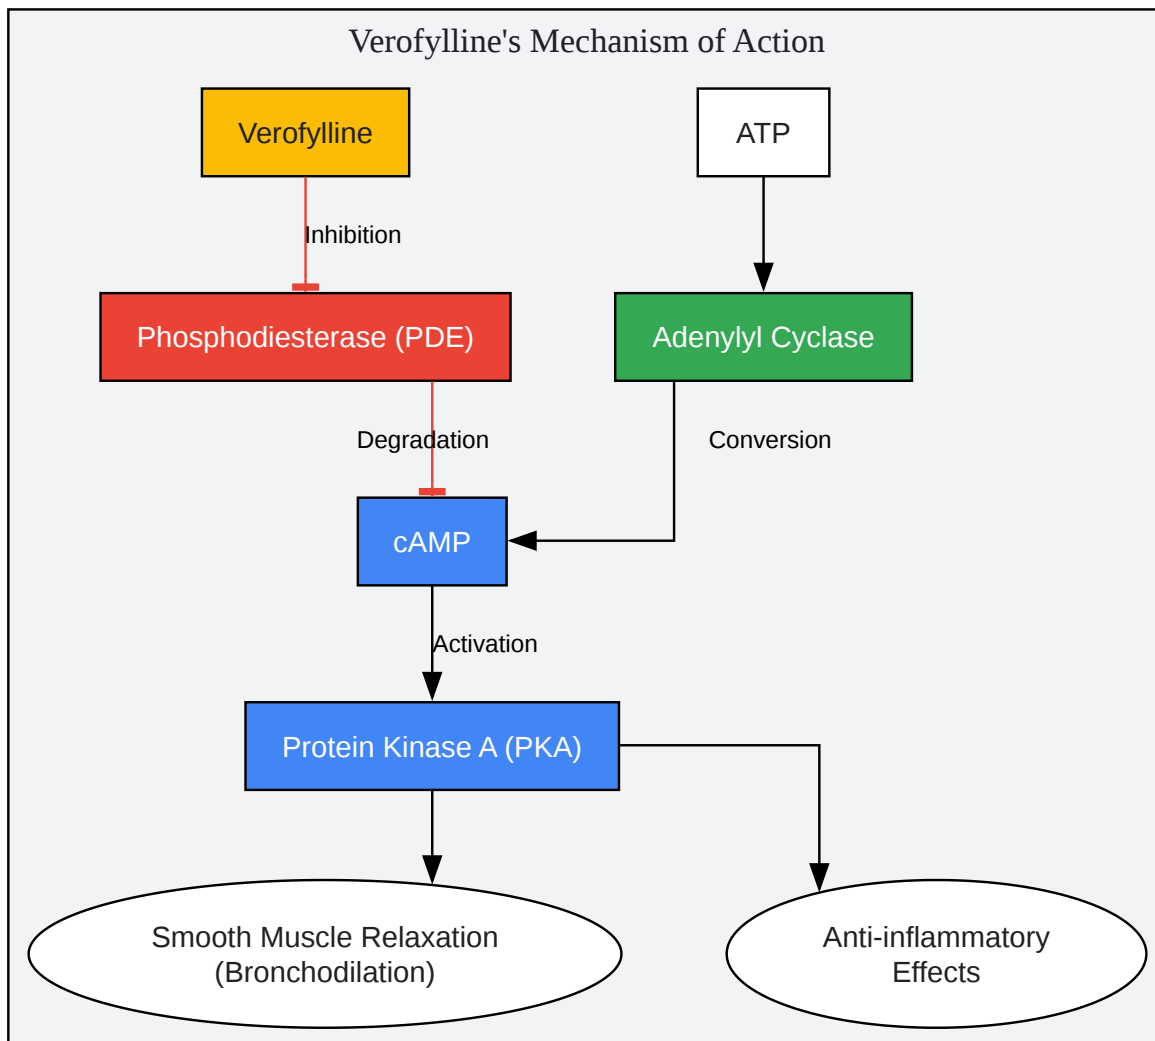 Verofylline's Mechanism of Action
Verofylline
ATP
Inhibition
Phosphodiesterase (PDE)
Adenylyl Cyclase
Degradation
Conversion
cAMP
Activation
Protein Kinase A (PKA)
Smooth Muscle Relaxation
(Bronchodilation)
Anti-inflammatory
Effects